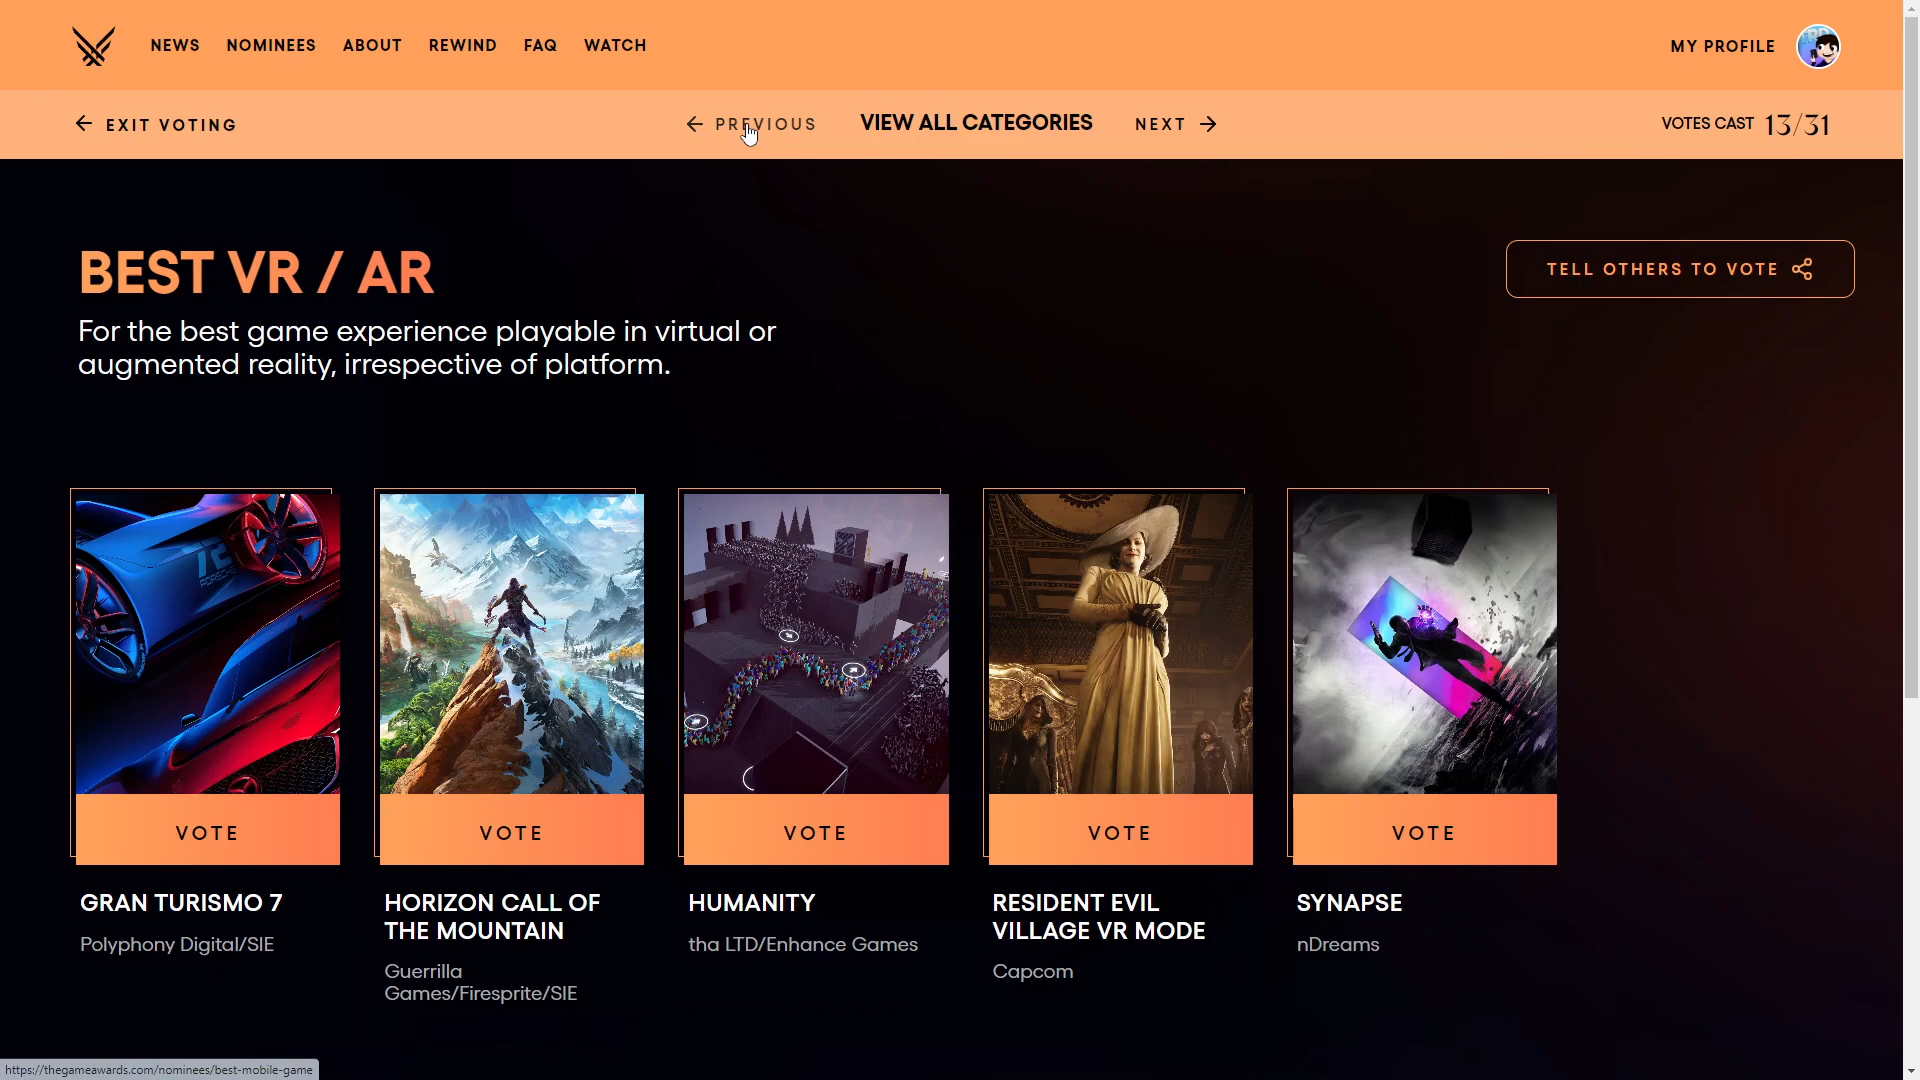 NEWS NOMINEES ABOUT REWIND FAQ WATCH MY PROFILE
EXIT VOTING PREVIOUS VIEW ALL CATEGORIES NEXT VOTES CAST 13/31
BEST VR / AR
TELL OTHERS TO VOTE
For the best game experience playable in virtual or
augmented reality, irrespective of platform.
72
PORSCHE
VOTE VOTE VOTE VOTE VOTE
GRAN TURISMO 7
Polyphony Digital/SIE
HORIZON CALL OF
THE MOUNTAIN
Guerrilla
Games/Firesprite/SIE
HUMANITY
tha LTD/Enhance Games
RESIDENT EVIL
VILLAGE VR MODE
Capcom
SYNAPSE
nDreams
https://thegameawards.com/nominees/best-mobile-game